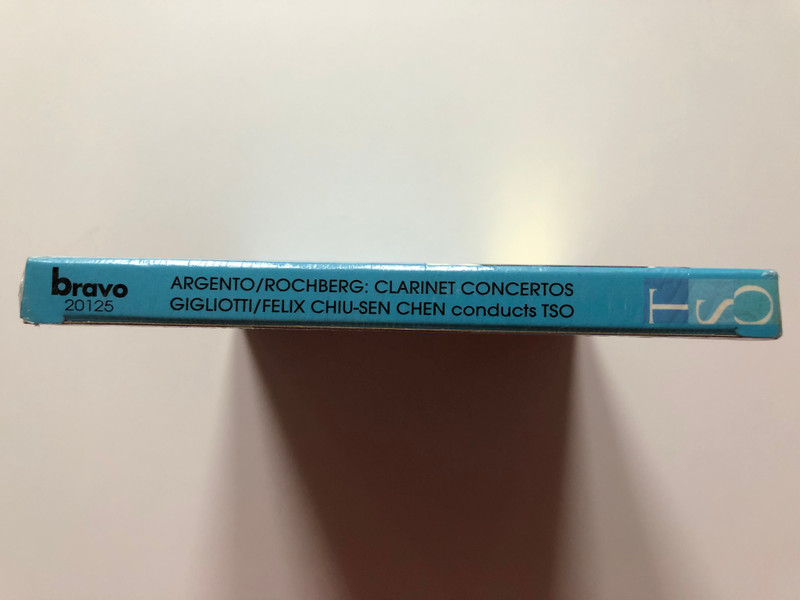 bravo
20125
ARGENTO/ROCHBERG: CLARINET CONCERTOS
GIGLIOTTI/FELIX CHIU-SEN CHEN conducts TSO
TSO